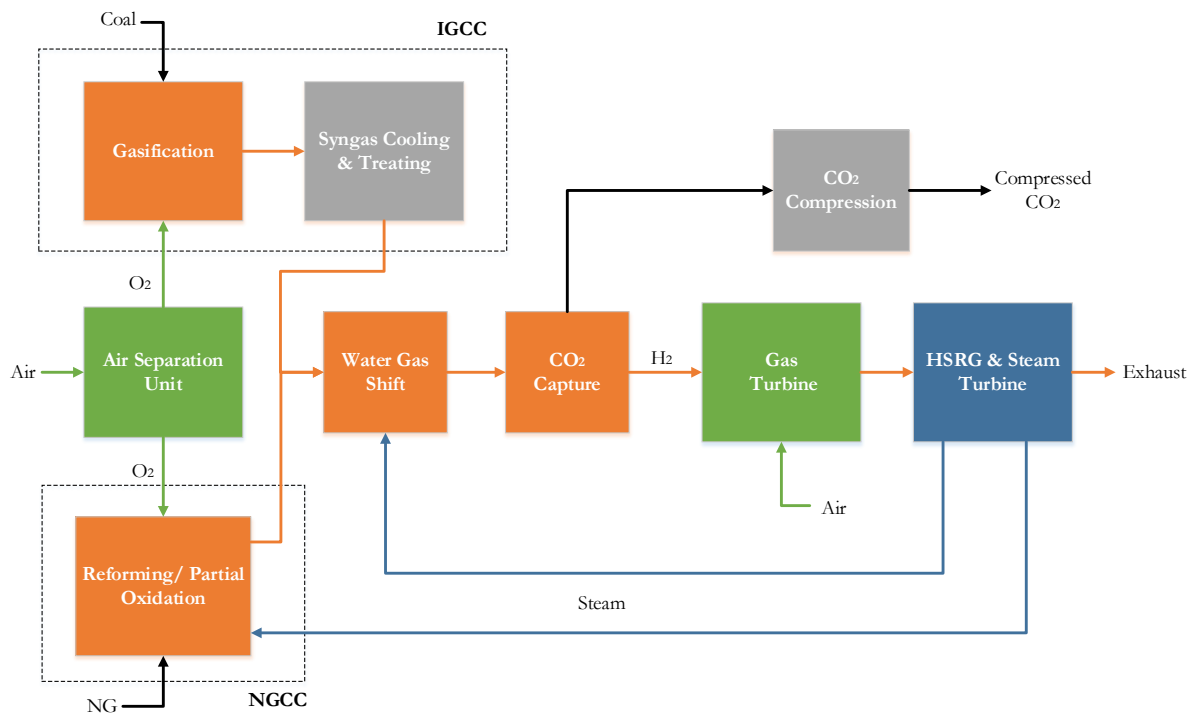 Coal
IGCC
Gasification
Syngas Cooling
& Treating
CO2
Compression
Compressed
CO2
O2
Air
Air Separation
Unit
Water Gas
Shift
CO2
Capture
H2
Gas
Turbine
HSRG & Steam
Turbine
Exhaust
O2
Air
Reforming/ Partial
Oxidation
Steam
NG
NGCC